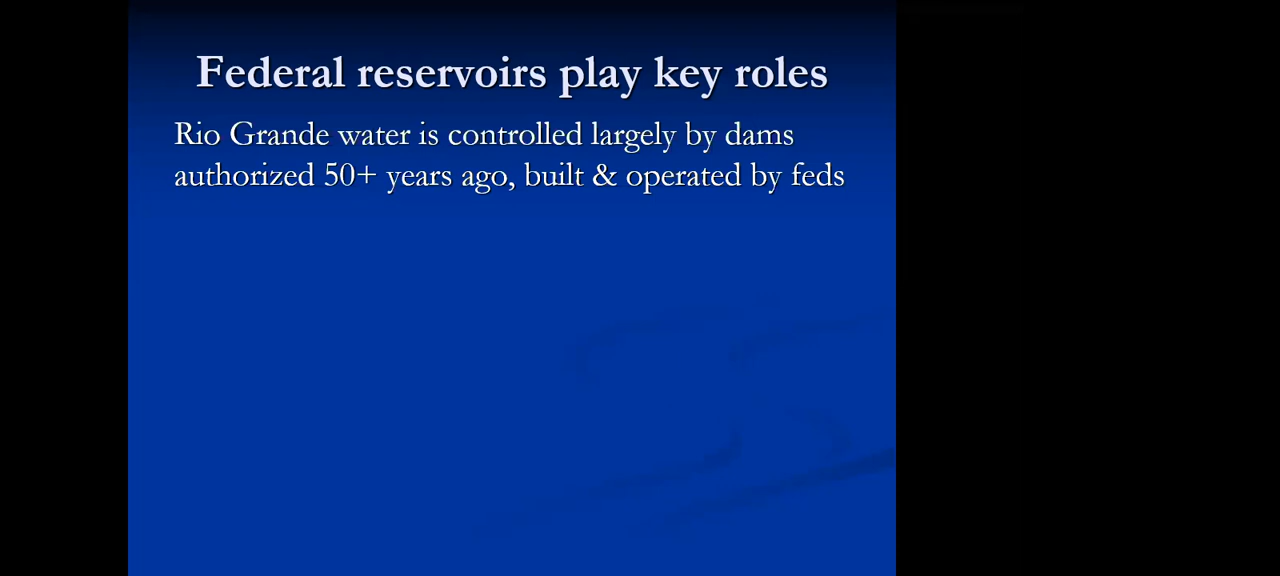 Federal reservoirs play key roles
Rio Grande water is controlled largely by dams
authorized 50+ years ago, built & operated by feds